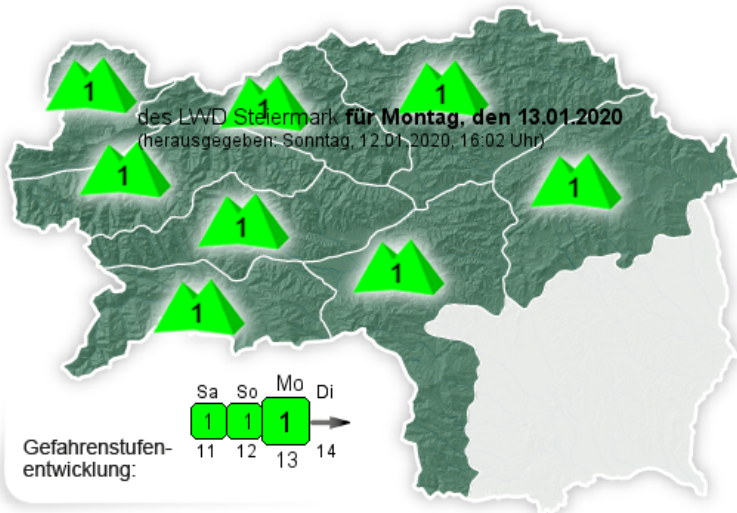 1
1
1
des LWD Steiermark für Montag, den 13.01.2020
(herausgegeben: Sonntag, 12.01.2020, 16:02 Uhr)
1
1
1
1
1
Sa So Mo Di
1 1 1
11 12 13 14
Gefahrenstufen-
entwicklung: